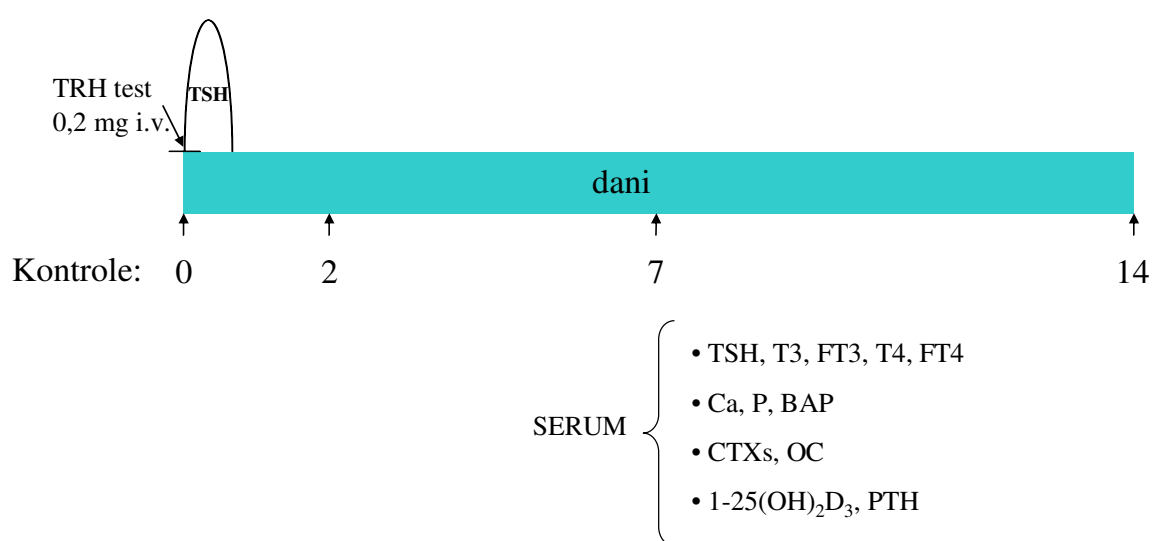 TRH test
0,2 mg i.v.
TSH
dani
Kontrole: 0 2 7 14
SERUM
• TSH, T3, FT3, T4, FT4
• Ca, P, BAP
• CTXs, OC
• 1-25(OH)₂D₃, PTH